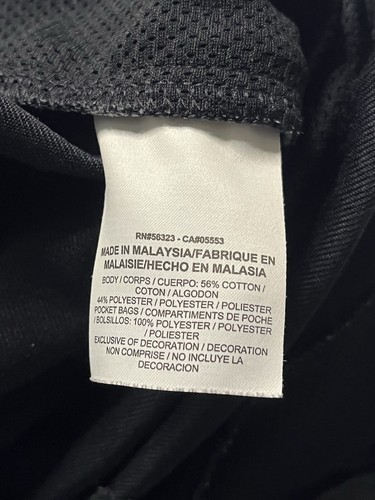 RN#56323 - CA#05553
MADE IN MALAYSIA/FABRIQUE EN
MALAISIE/HECHO EN MALASIA
BODY / CORPS / CUERPO: 56% COTTON /
COTON / ALGODON
44% POLYESTER / POLYESTER / POLIESTER
POCKET BAGS / COMPARTIMENTS DE POCHE
/ BOLSILLOS: 100% POLYESTER / POLYESTER
/ POLIESTER
EXCLUSIVE OF DECORATION / DECORATION
NON COMPRISE / NO INCLUYE LA
DECORACION